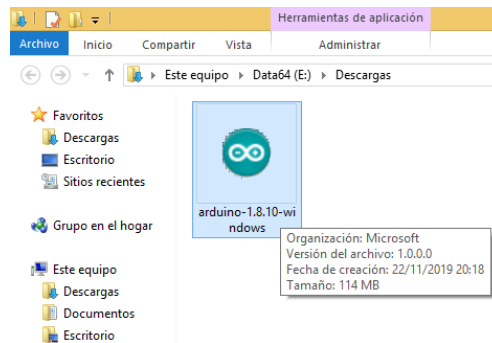 Herramientas de aplicación
Archivo Inicio Compartir Vista Administrar
Este equipo Data64 (E:) Descargas
Favoritos
Descargas
Escritorio
Sitios recientes
Grupo en el hogar
Este equipo
Descargas
Documentos
Escritorio
arduino-1.8.10-wi
ndows
Organización: Microsoft
Versión del archivo: 1.0.0.0
Fecha de creación: 22/11/2019 20:18
Tamaño: 114 MB